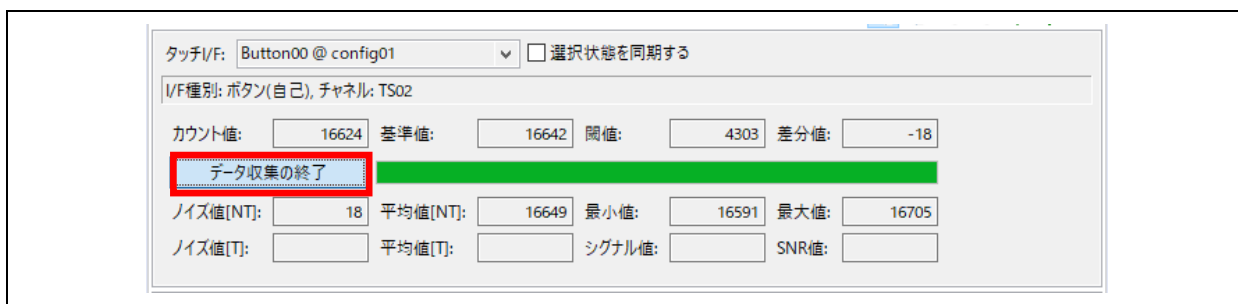 タッチI/F: Button00 @ config01 選択状態を同期する
I/F種別: ボタン(自己), チャネル: TS02
カウント値: 16624 基準値: 16642 閾値: 4303 差分値: -18
データ収集の終了
ノイズ値[NT]: 18 平均値[NT]: 16649 最小値: 16591 最大値: 16705
ノイズ値[T]: 平均値[T]: シグナル値: SNR値: